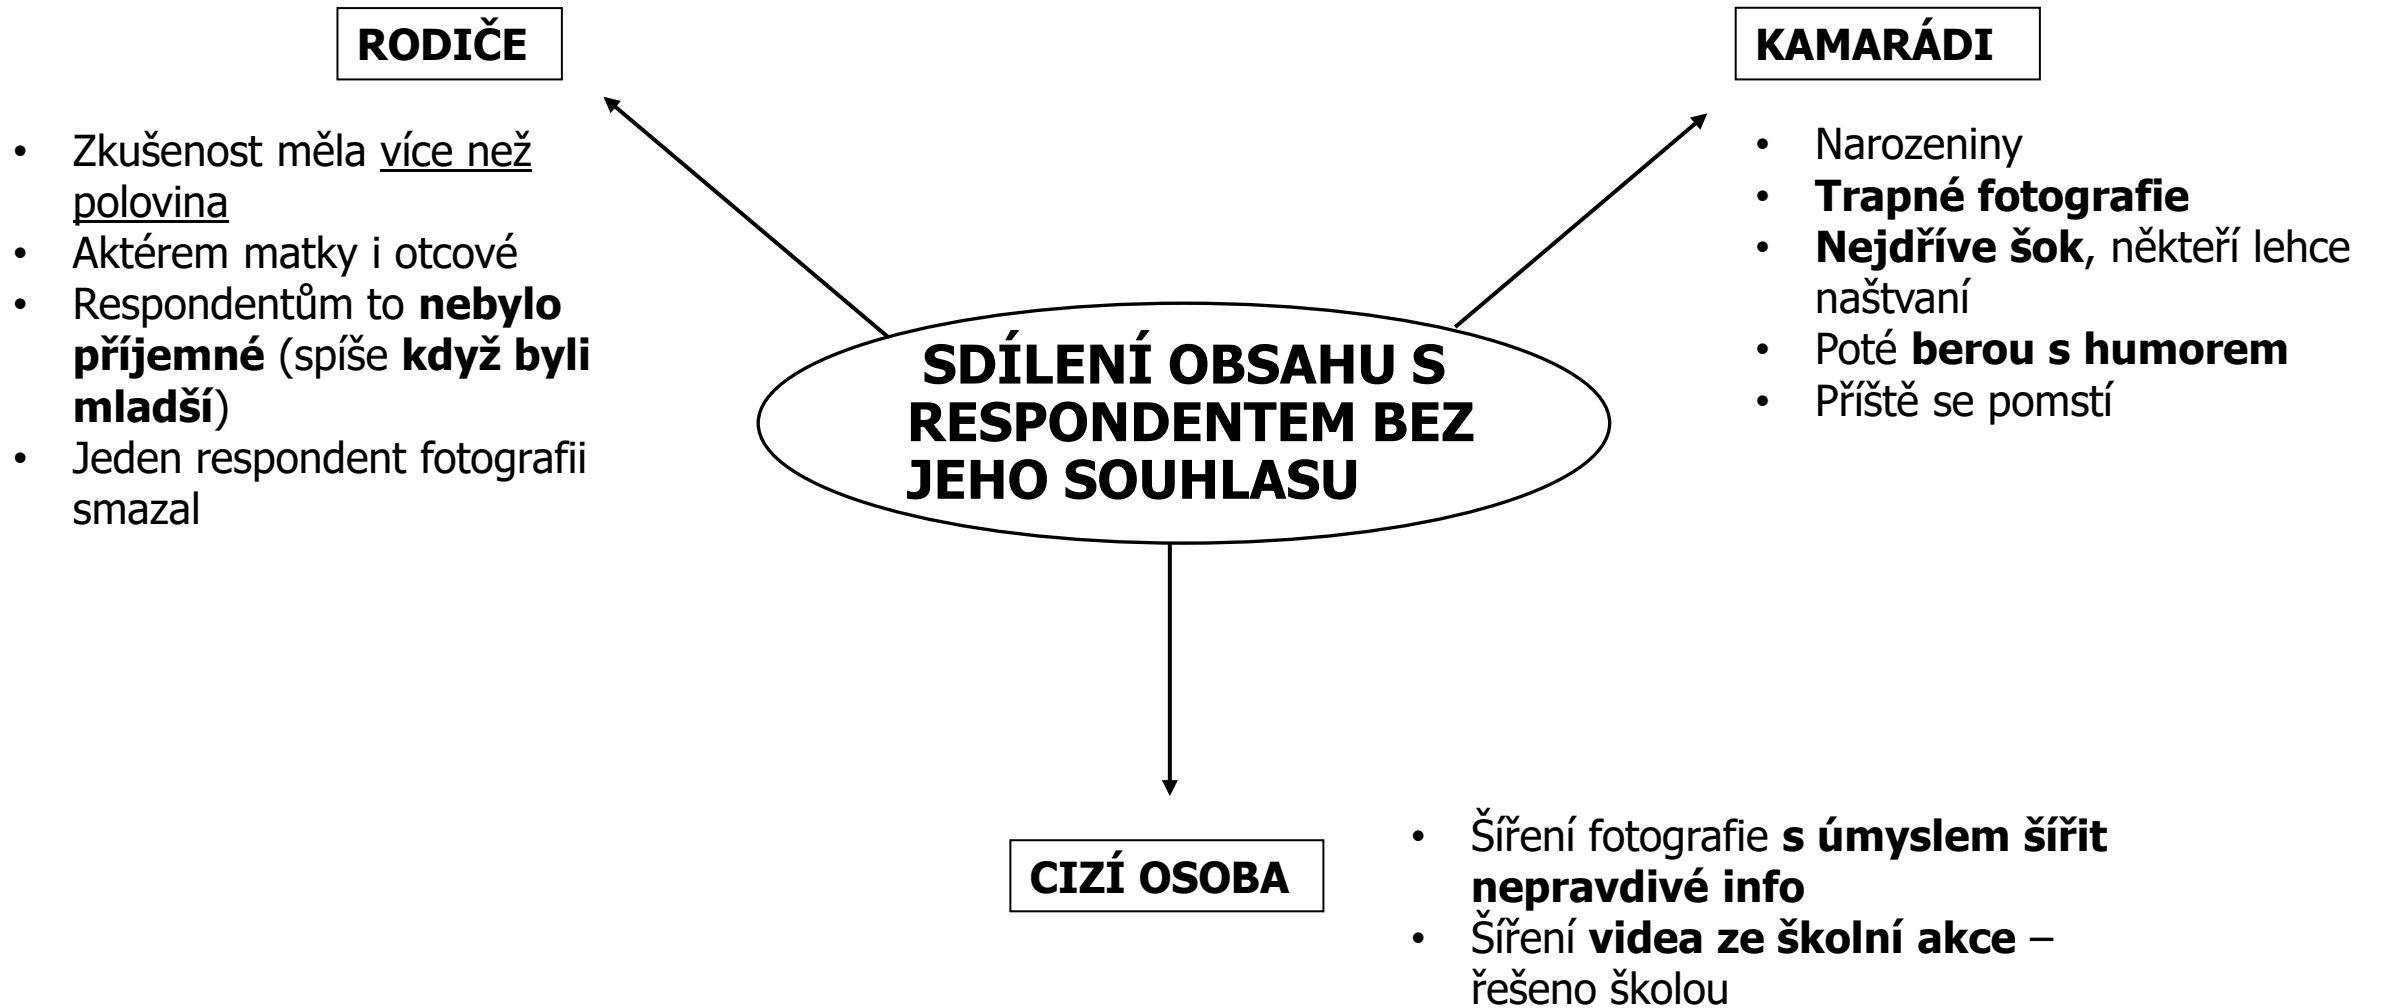 RODIČE
• Zkušenost měla více než
polovina
• Aktérem matky i otcové
• Respondentům to nebylo
příjemné (spíše když byli
mladší)
• Jeden respondent fotografii
smazal
KAMARÁDI
• Narozeniny
• Trapné fotografie
• Nejdříve šok, někteří lehce
naštvaní
• Poté berou s humorem
• Příště se pomstí
SDÍLENÍ OBSAHU S
RESPONDENTEM BEZ
JEHO SOUHLASU
CIZÍ OSOBA
• Šíření fotografie s úmyslem šířit
nepravdivé info
• Šíření videa ze školní akce –
řešeno školou